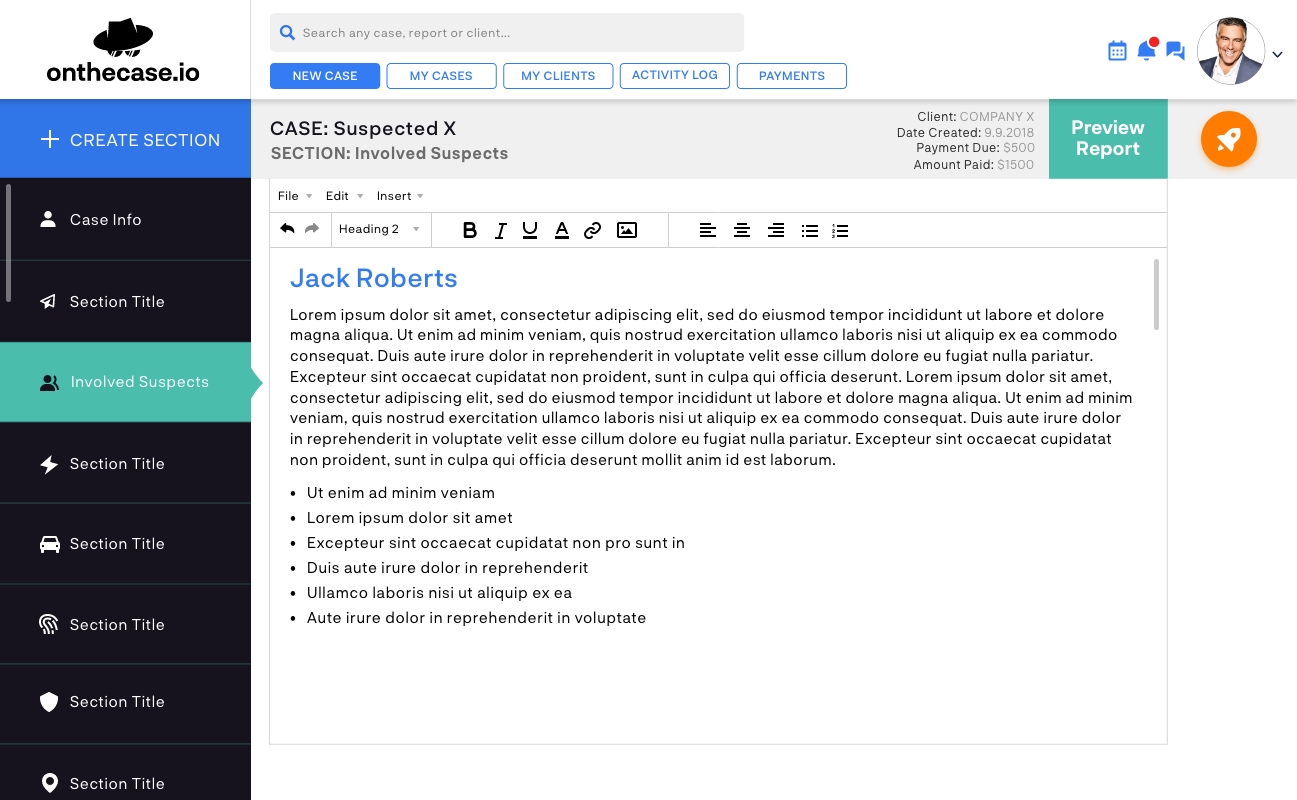 onthecase.io
Search any case, report or client...
NEW CASE
MY CASES
MY CLIENTS
ACTIVITY LOG
PAYMENTS
CREATE SECTION
Case Info
Section Title
Involved Suspects
Section Title
Section Title
Section Title
Section Title
Section Title
CASE: Suspected X
SECTION: Involved Suspects
Client: COMPANY X
Date Created: 9.9.2018
Payment Due: $500
Amount Paid: $1500
Preview
Report
File Edit Insert
Heading 2 B I U A
Jack Roberts
Lorem ipsum dolor sit amet, consectetur adipiscing elit, sed do eiusmod tempor incididunt ut labore et dolore
magna aliqua. Ut enim ad minim veniam, quis nostrud exercitation ullamco laboris nisi ut aliquip ex ea commodo
consequat. Duis aute irure dolor in reprehenderit in voluptate velit esse cillum dolore eu fugiat nulla pariatur.
Excepteur sint occaecat cupidatat non proident, sunt in culpa qui officia deserunt. Lorem ipsum dolor sit amet,
consectetur adipiscing elit, sed do eiusmod tempor incididunt ut labore et dolore magna aliqua. Ut enim ad minim
veniam, quis nostrud exercitation ullamco laboris nisi ut aliquip ex ea commodo consequat. Duis aute irure dolor
in reprehenderit in voluptate velit esse cillum dolore eu fugiat nulla pariatur. Excepteur sint occaecat cupidatat
non proident, sunt in culpa qui officia deserunt mollit anim id est laborum.
• Ut enim ad minim veniam
• Lorem ipsum dolor sit amet
• Excepteur sint occaecat cupidatat non pro sunt in
• Duis aute irure dolor in reprehenderit
• Ullamco laboris nisi ut aliquip ex ea
• Aute irure dolor in reprehenderit in voluptate